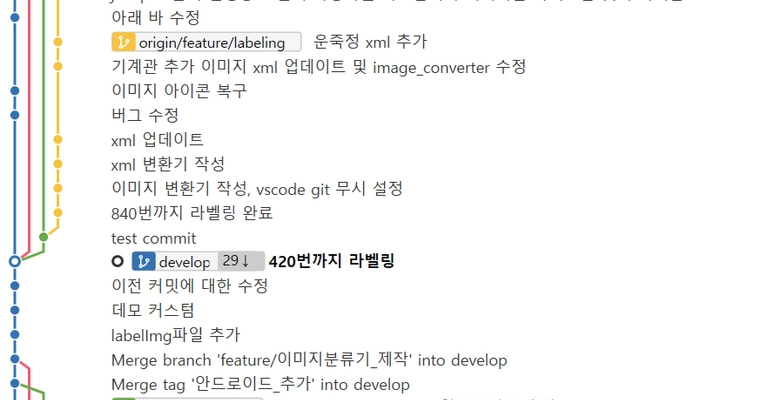 아래 바 수정
origin/feature/labeling 운죽정 xml 추가
기계관 추가 이미지 xml 업데이트 및 image_converter 수정
이미지 아이콘 복구
버그 수정
xml 업데이트
xml 변환기 작성
이미지 변환기 작성, vscode git 무시 설정
840번까지 라벨링 완료
test commit
develop 29↓ 420번까지 라벨링
이전 커밋에 대한 수정
데모 커스텀
labelImg파일 추가
Merge branch 'feature/이미지분류기_제작' into develop
Merge tag '안드로이드_추가' into develop